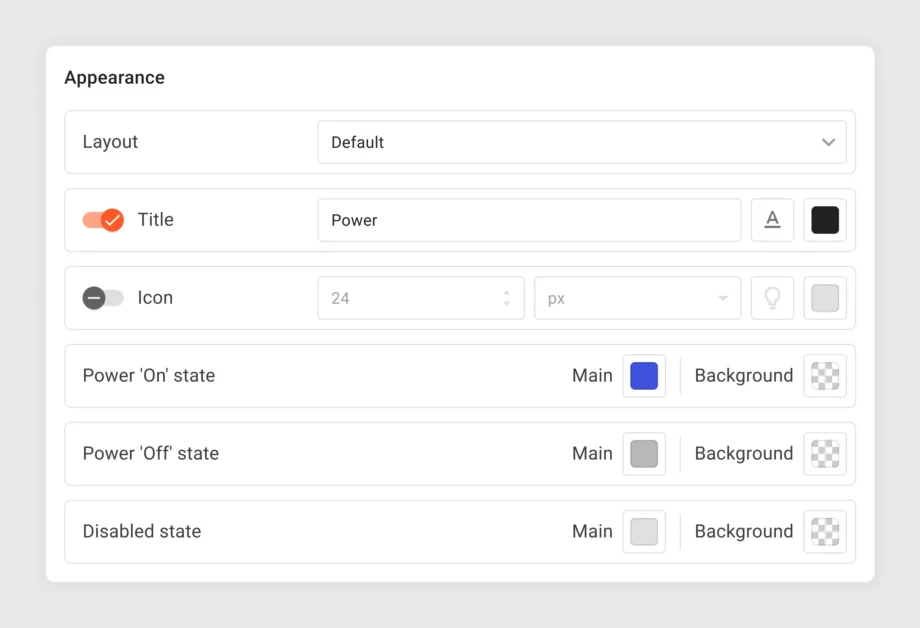 Appearance
Layout
Default
Title
Power
A
Icon
24
px
Power 'On' state
Main
Background
Power 'Off' state
Main
Background
Disabled state
Main
Background